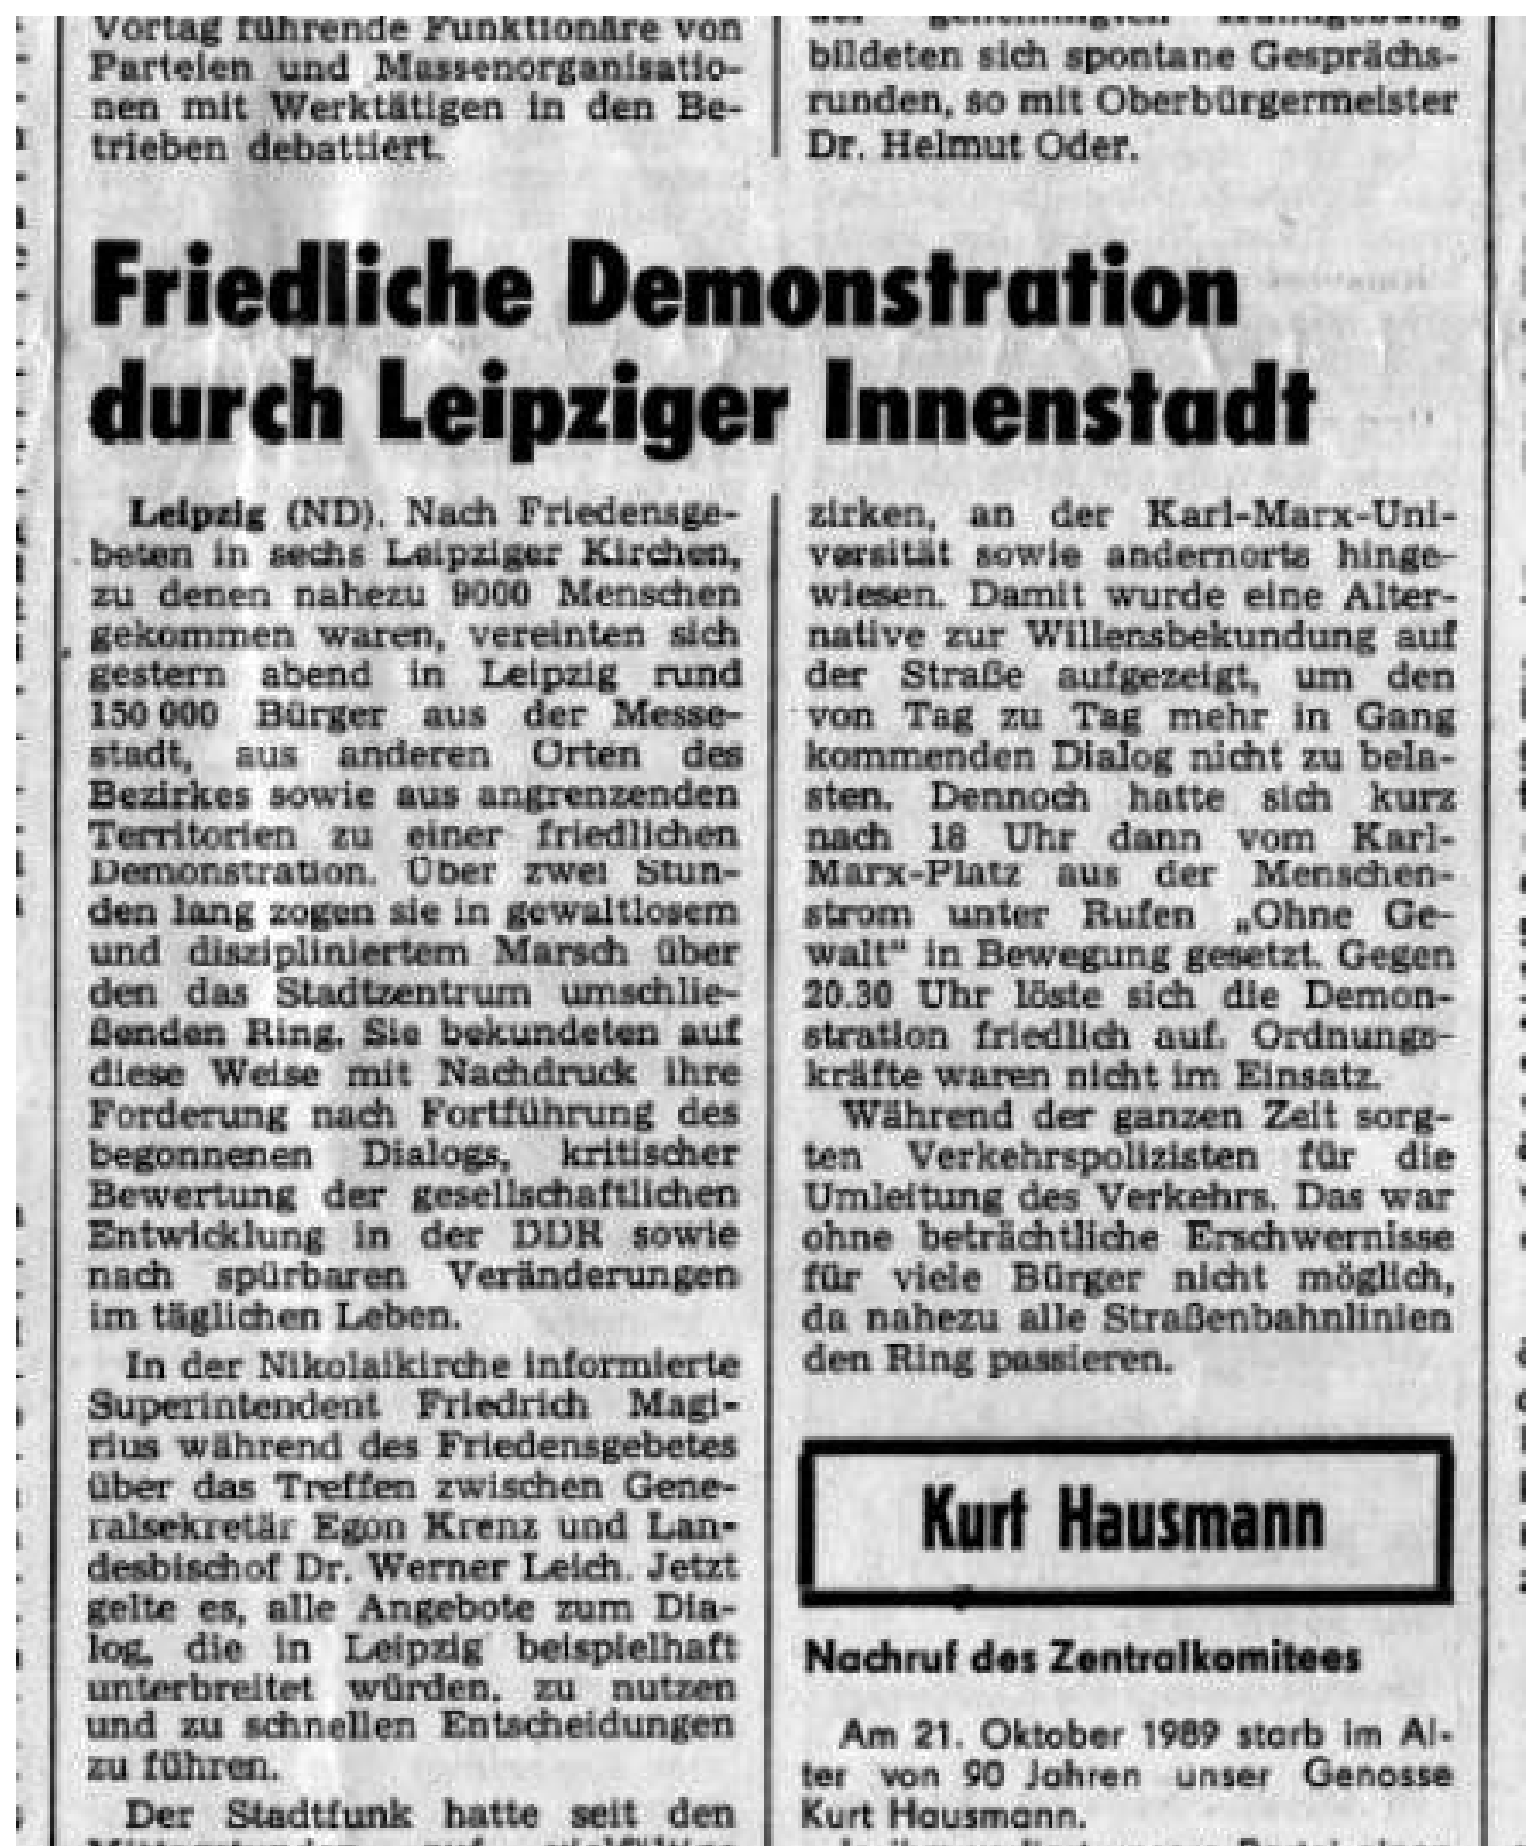 Vortag führende Funktionäre von
Parteien und Massenorganisatio-
nen mit Werktätigen in den Be-
trieben debattiert.
der genehmigten Kundgebung
bildeten sich spontane Gesprächs-
runden, so mit Oberbürgermeister
Dr. Helmut Oder.
Friedliche Demonstration
durch Leipziger Innenstadt
Leipzig (ND). Nach Friedensge-
beten in sechs Leipziger Kirchen,
zu denen nahezu 9000 Menschen
gekommen waren, vereinten sich
gestern abend in Leipzig rund
150 000 Bürger aus der Messe-
stadt, aus anderen Orten des
Bezirkes sowie aus angrenzenden
Territorien zu einer friedlichen
Demonstration. Über zwei Stun-
den lang zogen sie in gewaltlosem
und diszipliniertem Marsch über
den das Stadtzentrum umschlie-
ßenden Ring. Sie bekundeten auf
diese Weise mit Nachdruck ihre
Forderung nach Fortführung des
begonnenen Dialogs, kritischer
Bewertung der gesellschaftlichen
Entwicklung in der DDR sowie
nach spürbaren Veränderungen
im täglichen Leben.
In der Nikolaikirche informierte
Superintendent Friedrich Magi-
rius während des Friedensgebetes
über das Treffen zwischen Gene-
ralsekretär Egon Krenz und Lan-
desbischof Dr. Werner Leich. Jetzt
gelte es, alle Angebote zum Dia-
log, die in Leipzig beispielhaft
unterbreitet würden, zu nutzen
und zu schnellen Entscheidungen
zu führen.
Der Stadtfunk hatte seit den
zirken, an der Karl-Marx-Uni-
versität sowie andernorts hinge-
wiesen. Damit wurde eine Alter-
native zur Willensbekundung auf
der Straße aufgezeigt, um den
von Tag zu Tag mehr in Gang
kommenden Dialog nicht zu bela-
sten. Dennoch hatte sich kurz
nach 18 Uhr dann vom Karl-
Marx-Platz aus der Menschen-
strom unter Rufen „Ohne Ge-
walt“ in Bewegung gesetzt. Gegen
20.30 Uhr löste sich die Demon-
stration friedlich auf. Ordnungs-
kräfte waren nicht im Einsatz.
Während der ganzen Zeit sorg-
ten Verkehrspolizisten für die
Umleitung des Verkehrs. Das war
ohne beträchtliche Erschwernisse
für viele Bürger nicht möglich,
da nahezu alle Straßenbahnlinien
den Ring passieren.
Kurt Hausmann
Nachruf des Zentralkomitees
Am 21. Oktober 1989 starb im Al-
ter von 90 Jahren unser Genosse
Kurt Hausmann.